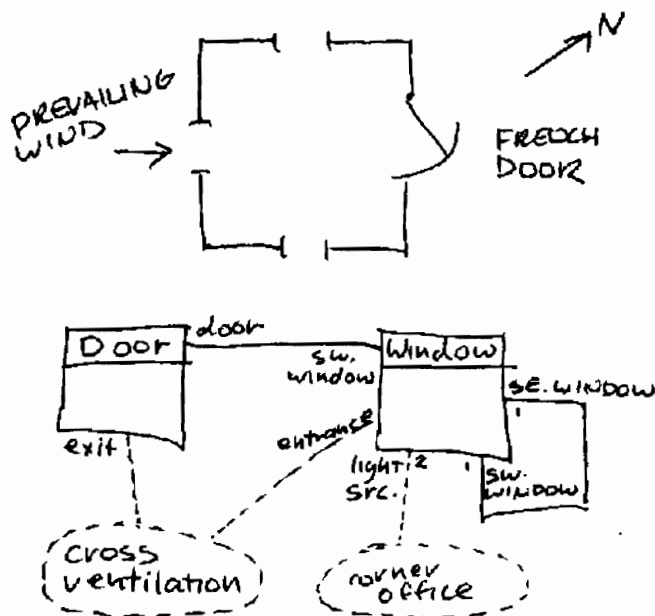 N
PREVAILING
WIND
FRENCH
DOOR
Door
door
sw.
window
Window
SE. WINDOW
1
exit
entrance
light
src.
2
1
SW.
WINDOW
cross
ventilation
corner
office